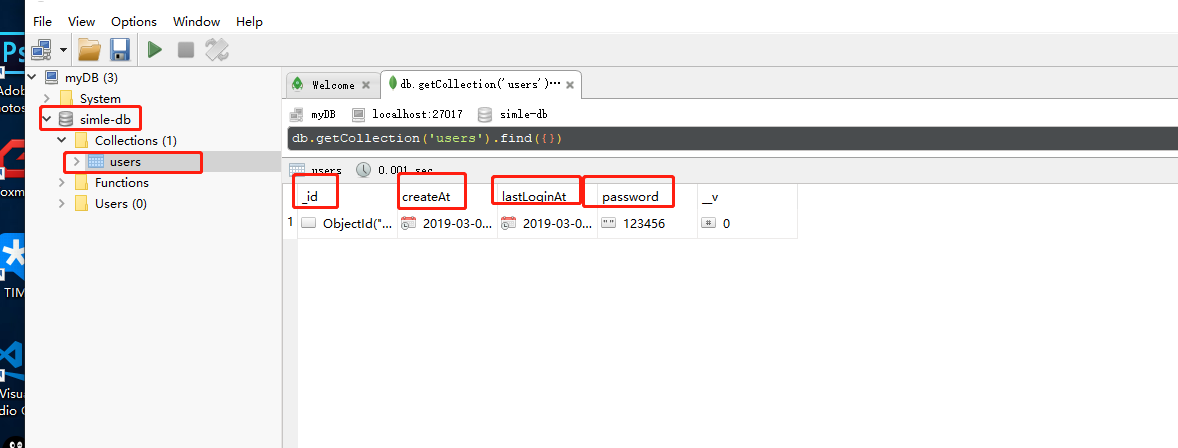 File View Options Window Help
Ps
Adob
hotos
oxm
TIM
Visu
dio C
myDB (3)
System
simle-db
Collections (1)
users
Functions
Users (0)
Welcome
db.getCollection('users')…
myDB localhost:27017 simle-db
db.getCollection('users').find({})
users 0.001 sec.
_id createAt lastLoginAt password __v
1 ObjectId("... 2019-03-0... 2019-03-0... "" 123456 # 0